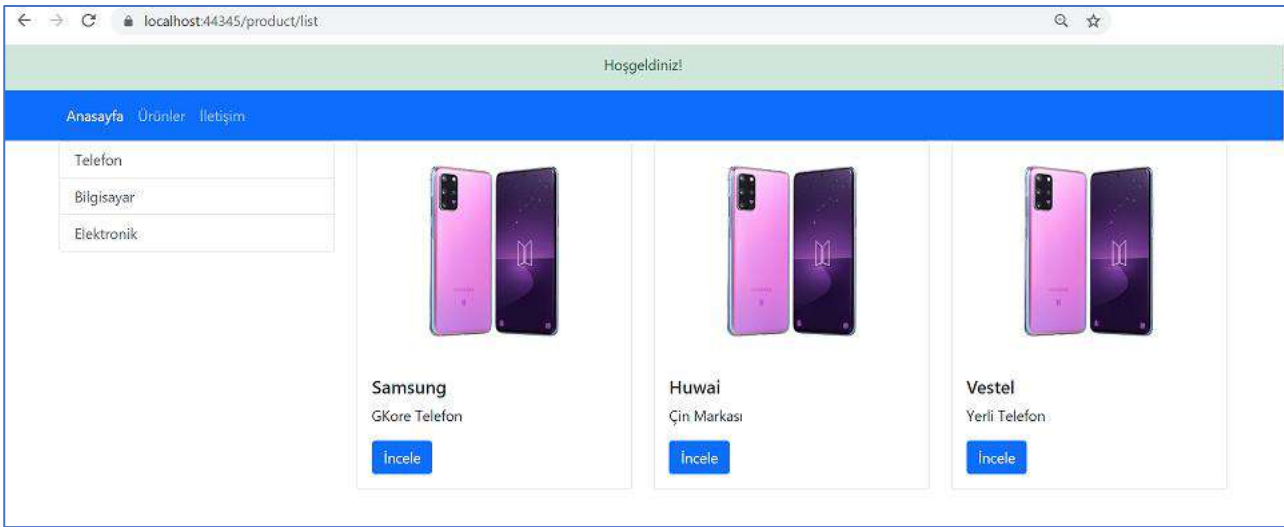 localhost:44345/product/list
Hoşgeldiniz!
Anasayfa Ürünler İletişim
Telefon
Bilgisayar
Elektronik
Samsung
GKore Telefon
İncele
Huwai
Çin Markası
İncele
Vestel
Yerli Telefon
İncele